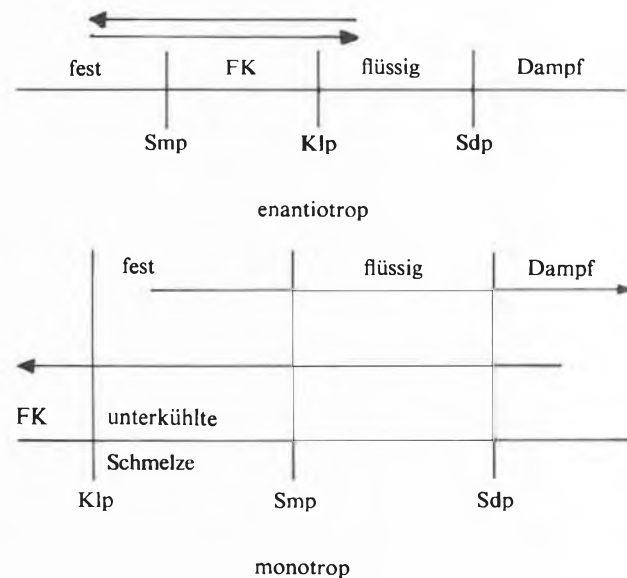 fest FK flüssig Dampf
Smp Klp Sdp
enantiotrop
fest flüssig Dampf
FK unterkühlte
Schmelze
Klp Smp Sdp
monotrop